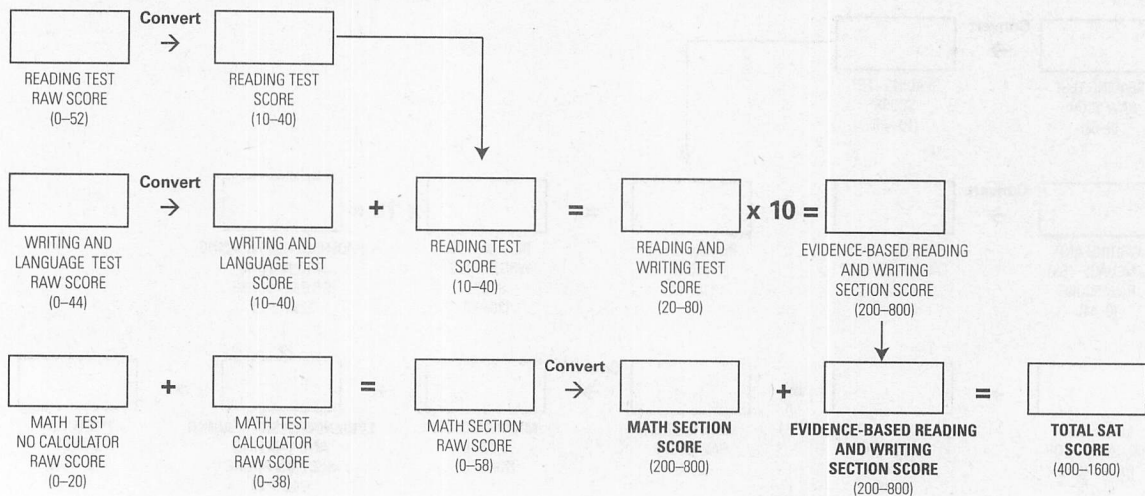 Convert
→
READING TEST
RAW SCORE
(0–52)
READING TEST
SCORE
(10–40)
Convert
→
+
=
x 10 =
WRITING AND
LANGUAGE TEST
RAW SCORE
(0–44)
WRITING AND
LANGUAGE TEST
SCORE
(10–40)
READING TEST
SCORE
(10–40)
READING AND
WRITING TEST
SCORE
(20–80)
EVIDENCE-BASED READING
AND WRITING
SECTION SCORE
(200–800)
+
=
Convert
→
+
=
MATH TEST
NO CALCULATOR
RAW SCORE
(0–20)
MATH TEST
CALCULATOR
RAW SCORE
(0–38)
MATH SECTION
RAW SCORE
(0–58)
MATH SECTION
SCORE
(200–800)
EVIDENCE-BASED READING
AND WRITING
SECTION SCORE
(200–800)
TOTAL SAT
SCORE
(400–1600)